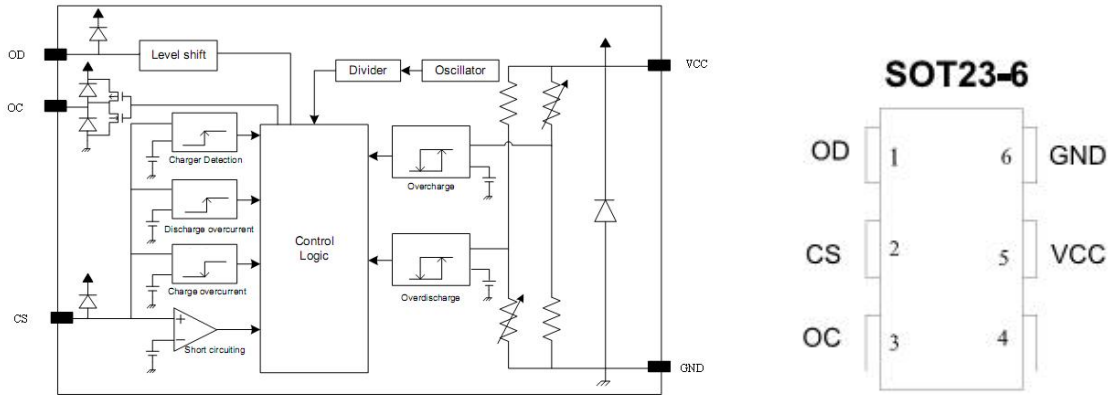 OD
Level shift
OC
Divider
Oscillator
VCC
Charger Detection
Overcharge
Discharge overcurrent
Control
Logic
Charge overcurrent
Overdischarge
CS
+
−
Short circuiting
GND
SOT23-6
OD 1 6 GND
CS 2 5 VCC
OC 3 4